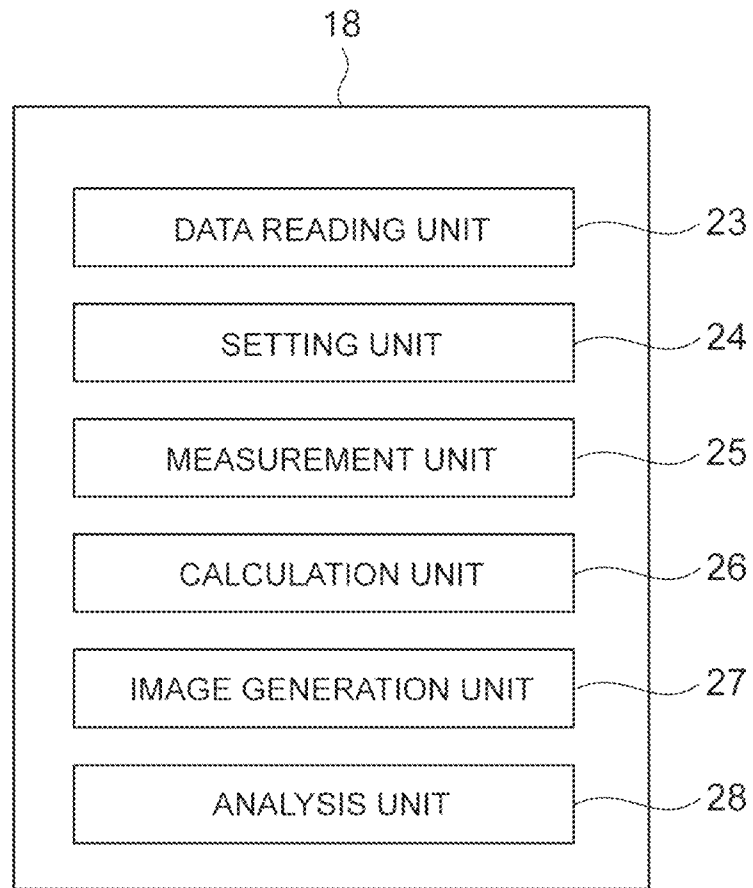 18
DATA READING UNIT 23
SETTING UNIT 24
MEASUREMENT UNIT 25
CALCULATION UNIT 26
IMAGE GENERATION UNIT 27
ANALYSIS UNIT 28